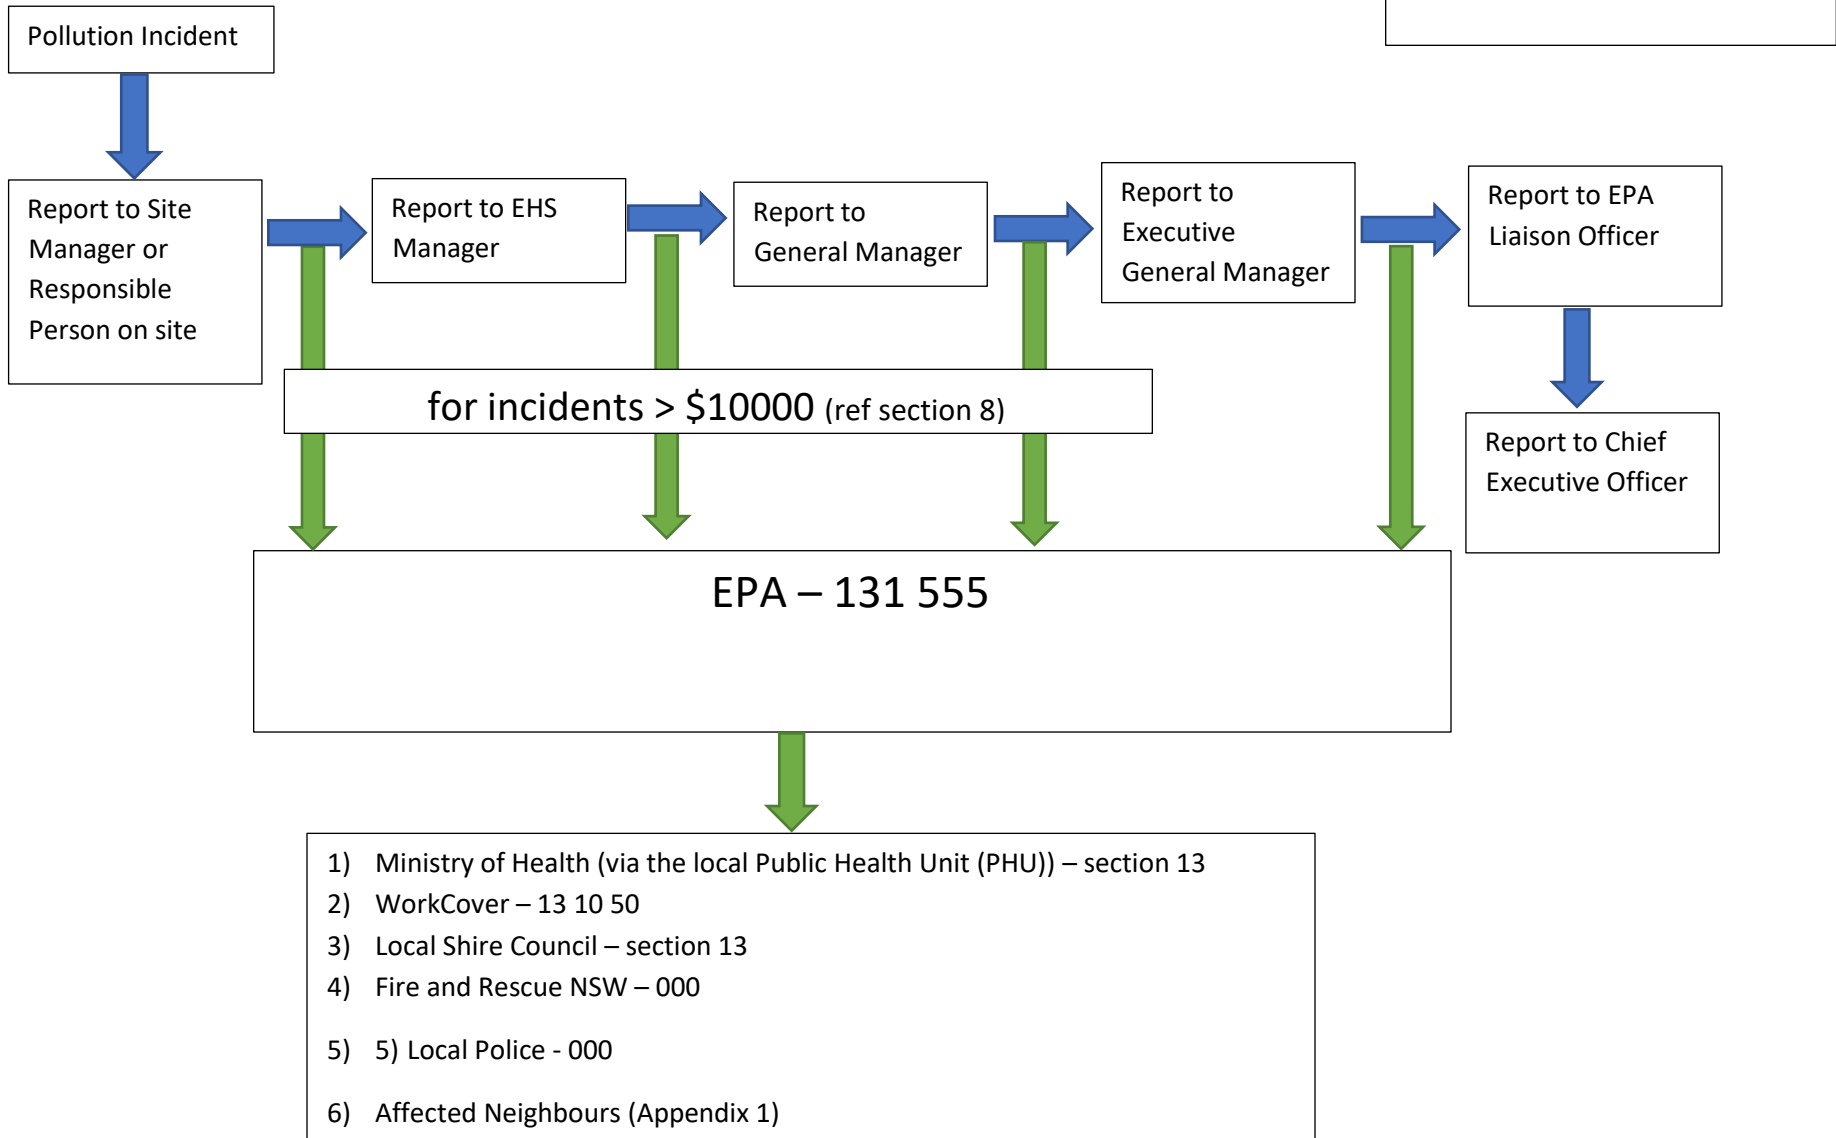 Pollution Incident
Report to Site
Manager or
Responsible
Person on site
Report to EHS
Manager
Report to
General Manager
Report to
Executive
General Manager
Report to EPA
Liaison Officer
for incidents > $10000 (ref section 8)
Report to Chief
Executive Officer
EPA – 131 555
1) Ministry of Health (via the local Public Health Unit (PHU)) – section 13
2) WorkCover – 13 10 50
3) Local Shire Council – section 13
4) Fire and Rescue NSW – 000
5) 5) Local Police - 000
6) Affected Neighbours (Appendix 1)